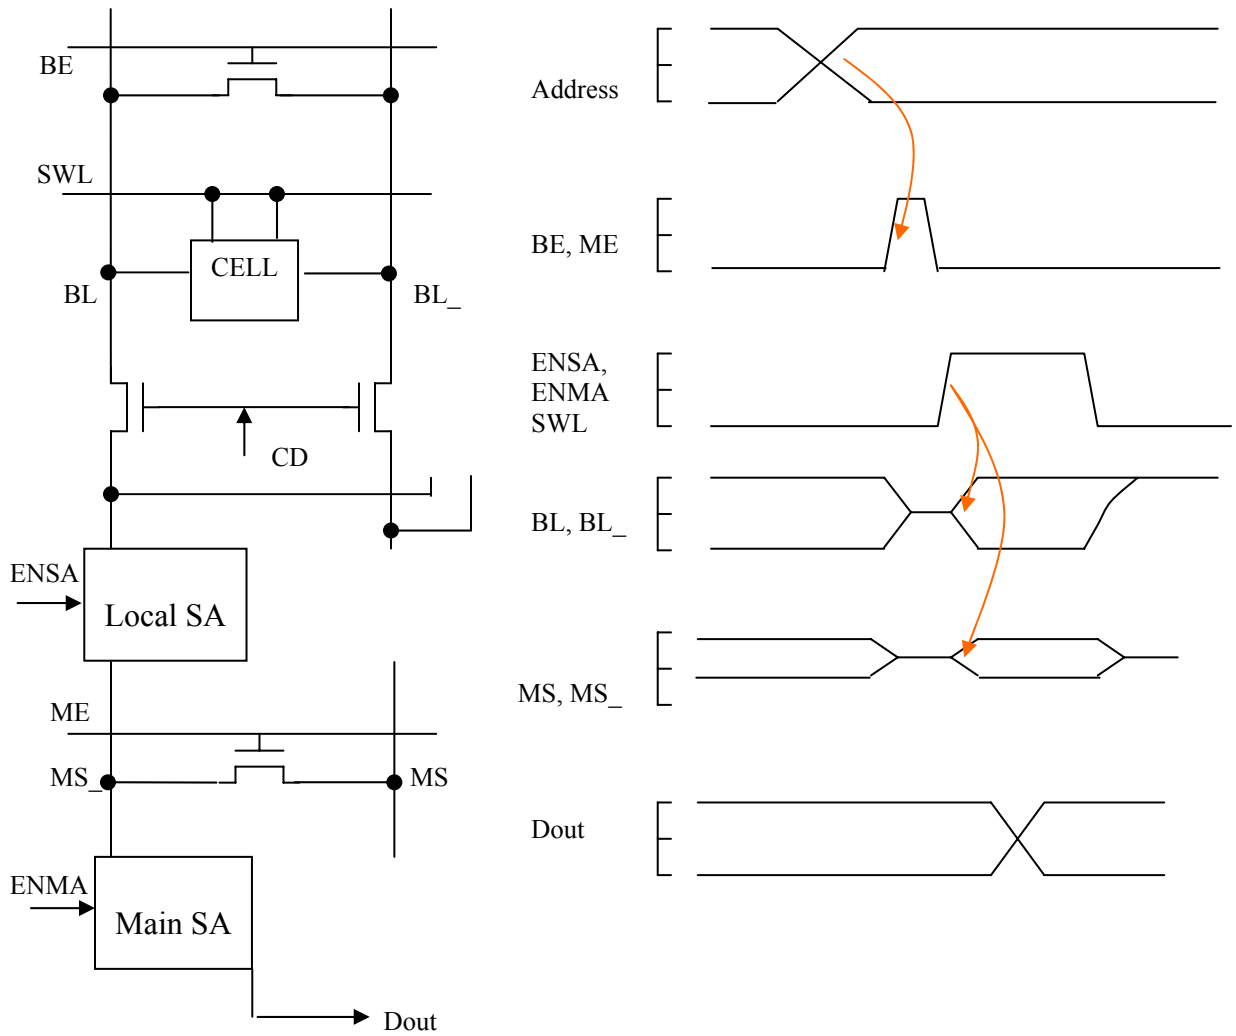 BE
SWL
CELL
BL
BL_
CD
ENSA
Local SA
ME
MS_
MS
ENMA
Main SA
Dout
Address
BE, ME
ENSA,
ENMA
SWL
BL, BL_
MS, MS_
Dout